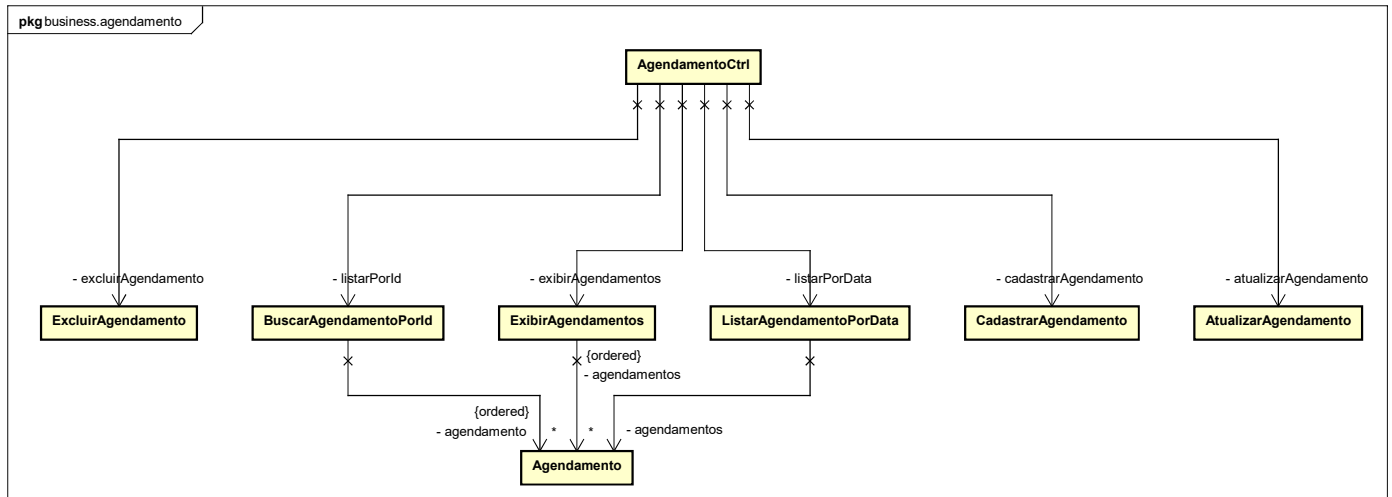 pkg business.agendamento
AgendamentoCtrl
- excluirAgendamento
- listarPorId
- exibirAgendamentos
- listarPorData
- cadastrarAgendamento
- atualizarAgendamento
ExcluirAgendamento
BuscarAgendamentoPorId
ExibirAgendamentos
ListarAgendamentoPorData
CadastrarAgendamento
AtualizarAgendamento
{ordered}
- agendamentos
{ordered}
- agendamento
*
*
- agendamentos
Agendamento